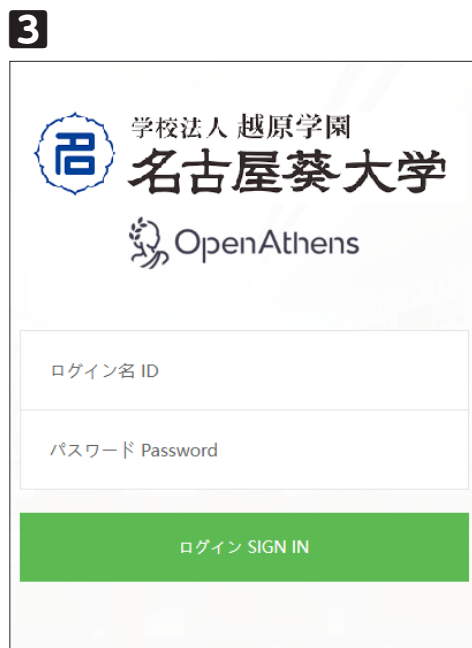 3
学校法人 越原学園
名古屋葵大学
OpenAthens
ログイン名 ID
パスワード Password
ログイン SIGN IN